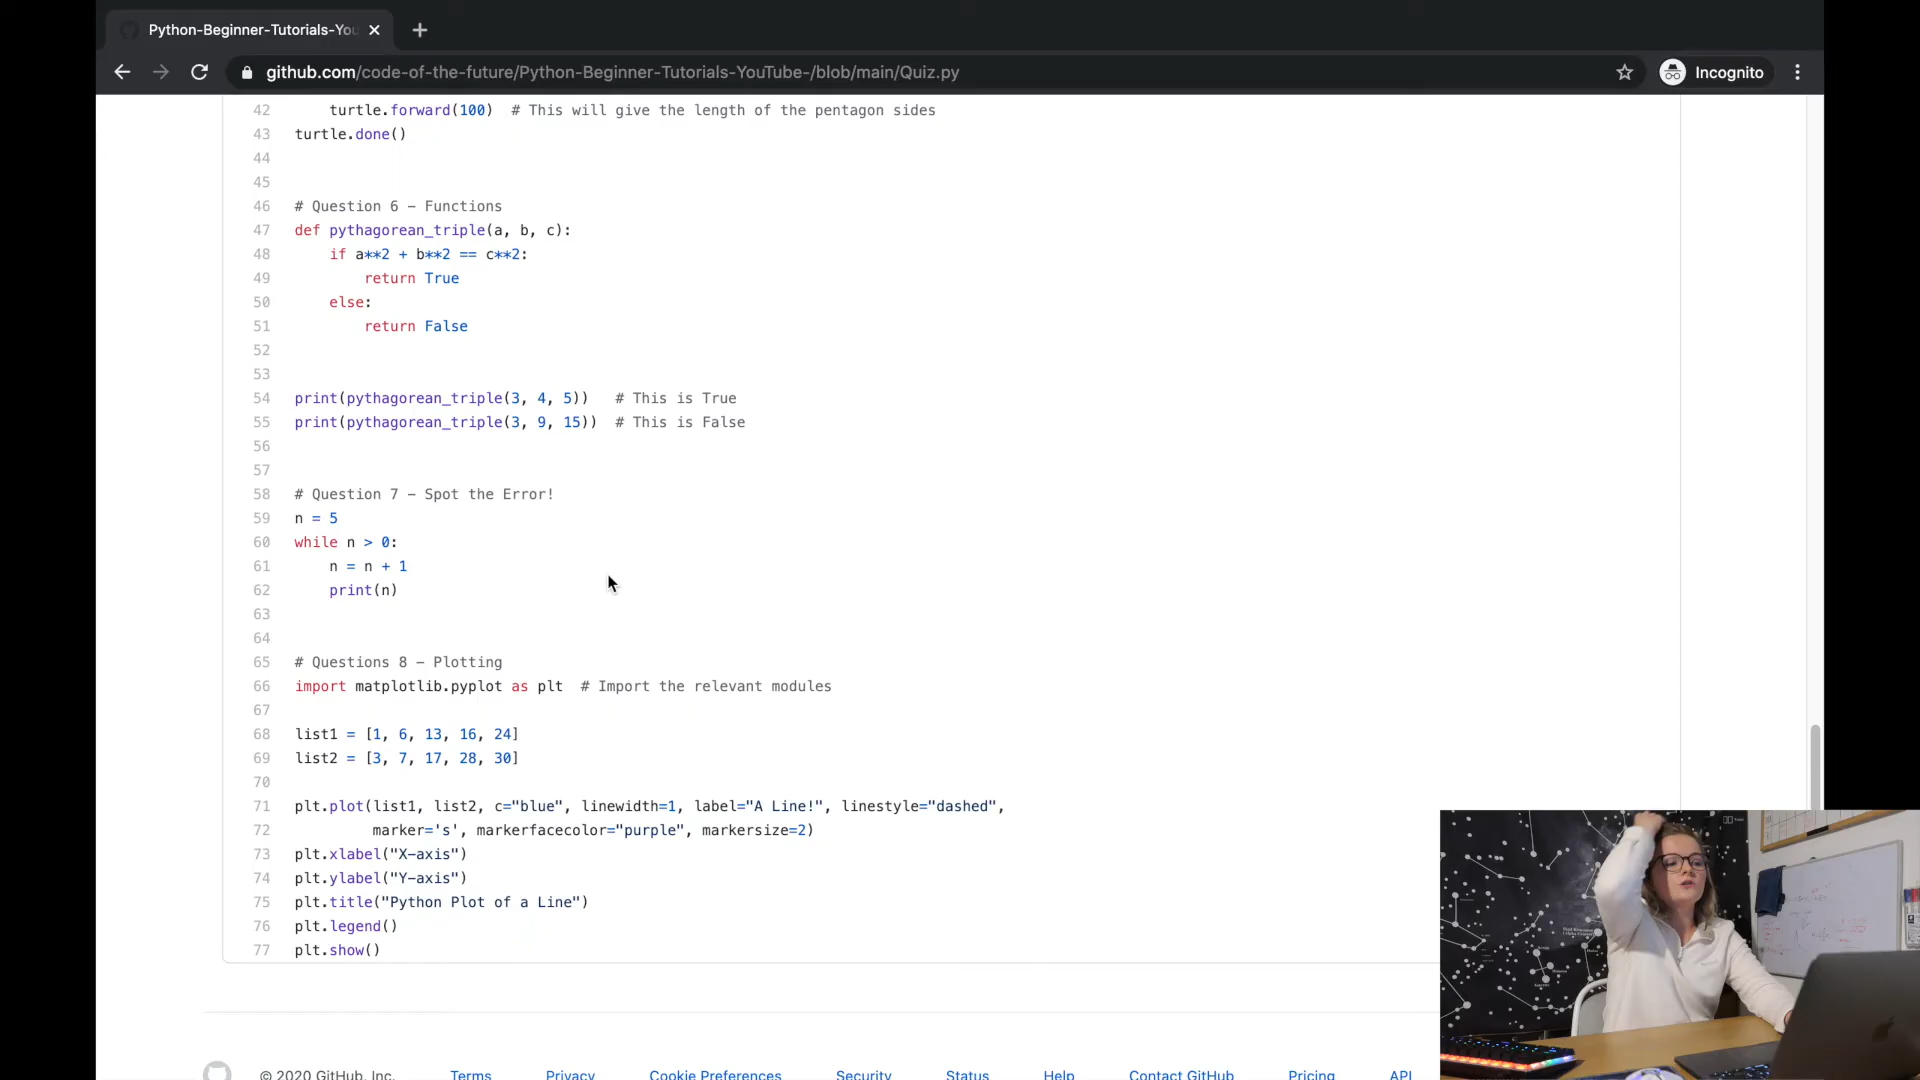 Python-Beginner-Tutorials-You
github.com/code-of-the-future/Python-Beginner-Tutorials-YouTube-/blob/main/Quiz.py
Incognito
42 turtle.forward(100)  # This will give the length of the pentagon sides
43 turtle.done()
44
45
46 # Question 6 – Functions
47 def pythagorean_triple(a, b, c):
48 if a**2 + b**2 == c**2:
49 return True
50 else:
51 return False
52
53
54 print(pythagorean_triple(3, 4, 5))   # This is True
55 print(pythagorean_triple(3, 9, 15))  # This is False
56
57
58 # Question 7 – Spot the Error!
59 n = 5
60 while n > 0:
61 n = n + 1
62 print(n)
63
64
65 # Questions 8 – Plotting
66 import matplotlib.pyplot as plt  # Import the relevant modules
67
68 list1 = [1, 6, 13, 16, 24]
69 list2 = [3, 7, 17, 28, 30]
70
71 plt.plot(list1, list2, c="blue", linewidth=1, label="A Line!", linestyle="dashed",
72 marker='s', markerfacecolor="purple", markersize=2)
73 plt.xlabel("X-axis")
74 plt.ylabel("Y-axis")
75 plt.title("Python Plot of a Line")
76 plt.legend()
77 plt.show()
© 2020 GitHub, Inc. Terms Privacy Cookie Preferences Security Status Help Contact GitHub Pricing API